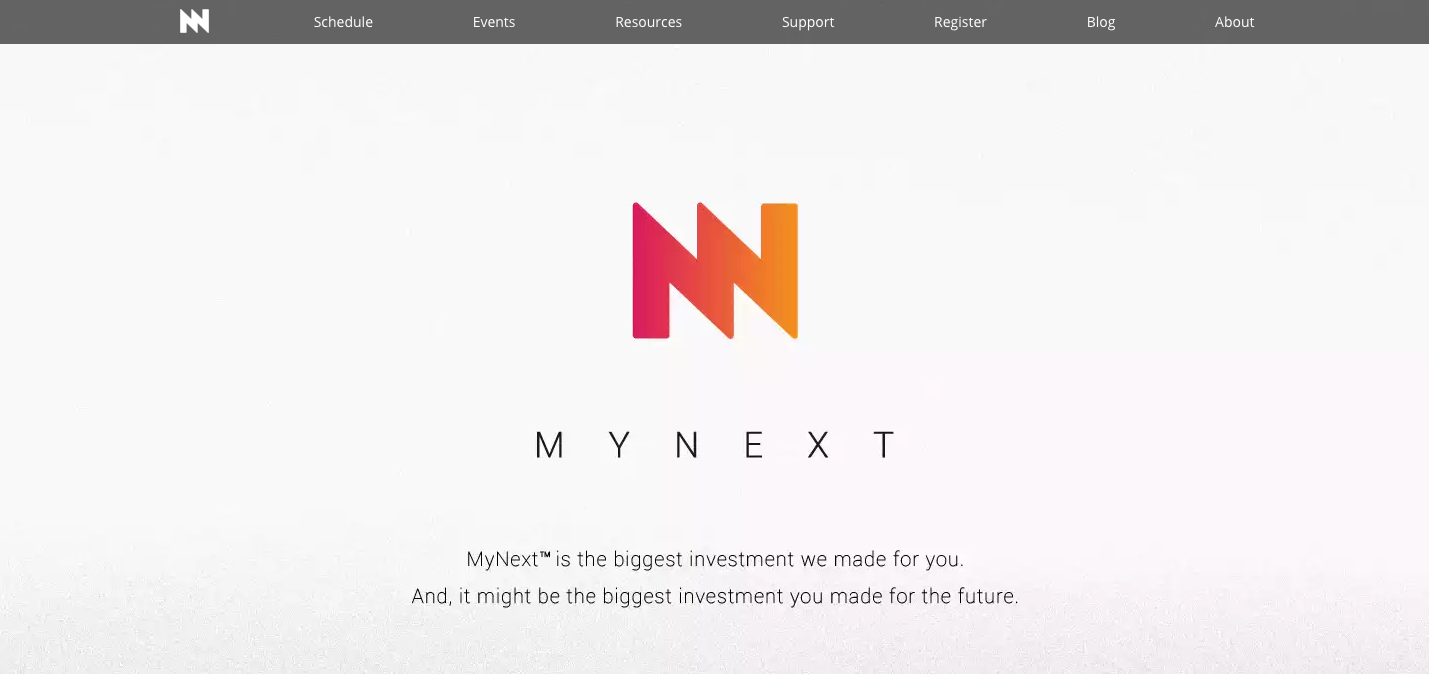 Schedule Events Resources Support Register Blog About
MYNEXT
MyNext™ is the biggest investment we made for you.
And, it might be the biggest investment you made for the future.